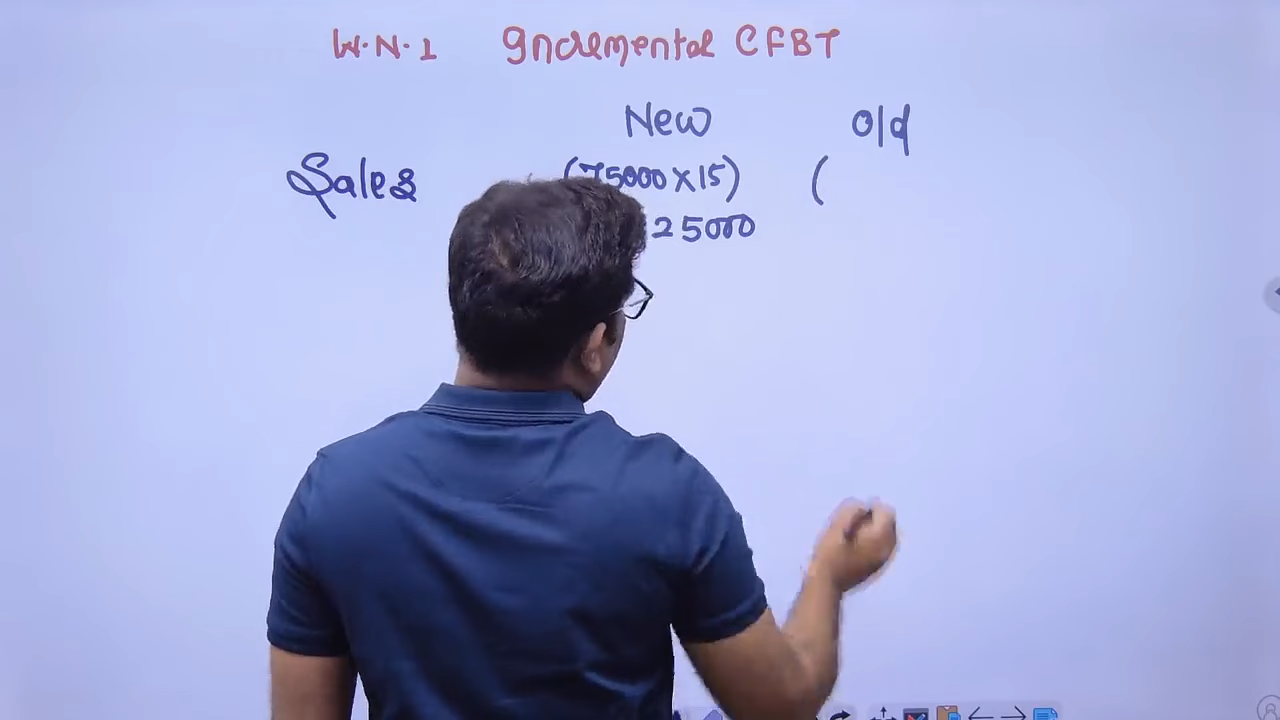 W.N.1 Incremental CFBT
New Old
Sales (75000 X 15) (
25000